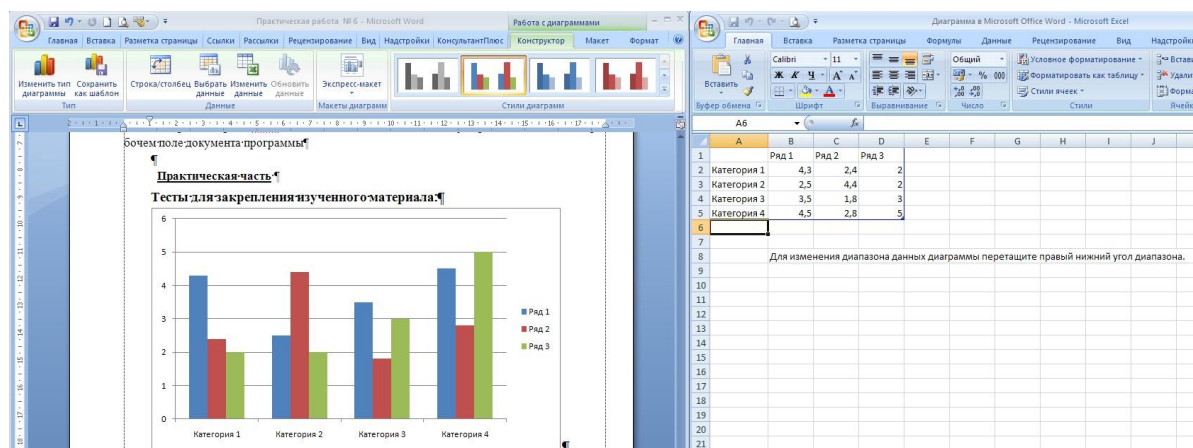 Практическая работа № 6 - Microsoft Word
Работа с диаграммами
Главная Вставка Разметка страницы Ссылки Рассылки Рецензирование Вид Надстройки КонсультантПлюс Конструктор Макет Формат
Изменить тип диаграммы
Сохранить как шаблон
Строка/столбец
Выбрать данные
Изменить данные
Обновить данные
Экспресс-макет
Тип
Данные
Макеты диаграмм
Стили диаграмм
бочем·поле·документа·программы¶
¶
Практическая·часть·¶
Тесты·для·закрепления·изученного·материала:¶
6
5
4
3
2
1
0
Категория 1 Категория 2 Категория 3 Категория 4
Ряд 1
Ряд 2
Ряд 3
¶
Диаграмма в Microsoft Office Word - Microsoft Excel
Главная Вставка Разметка страницы Формулы Данные Рецензирование Вид Надстройки
Вставить
Calibri 11
Ж К Ч
Общий
% 000
Условное форматирование
Форматировать как таблицу
Стили ячеек
Встави
Удали
Форма
Буфер обмена Шрифт Выравнивание Число Стили Ячейк
A6 fx
A B C D E F G H I J
1 Ряд 1 Ряд 2 Ряд 3
2 Категория 1 4,3 2,4 2
3 Категория 2 2,5 4,4 2
4 Категория 3 3,5 1,8 3
5 Категория 4 4,5 2,8 5
6
7
8 Для изменения диапазона данных диаграммы перетащите правый нижний угол диапазона.
9
10
11
12
13
14
15
16
17
18
19
20
21